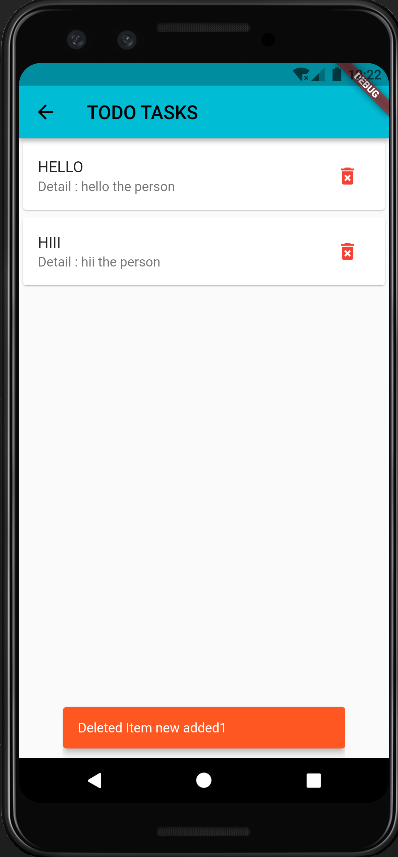 DEBUG
TODO TASKS
HELLO
Detail : hello the person
HIII
Detail : hii the person
Deleted Item new added1